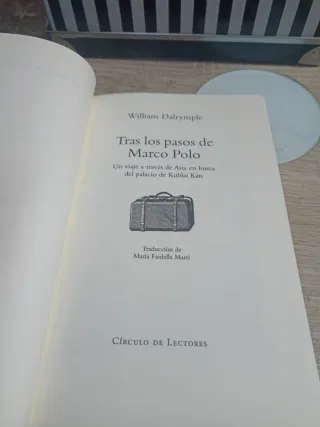 William Dalrymple
Tras los pasos de
Marco Polo
Un viaje a través de Asia en busca
del palacio de Kublai Kan
Traducción de
María Faidella Martí
CÍRCULO DE LECTORES